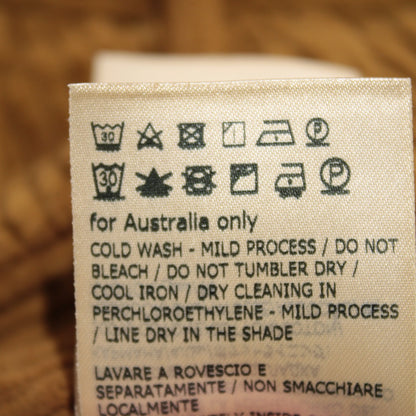 30 P
30 P
for Australia only
COLD WASH - MILD PROCESS / DO NOT
BLEACH / DO NOT TUMBLER DRY /
COOL IRON / DRY CLEANING IN
PERCHLOROETHYLENE - MILD PROCESS
/ LINE DRY IN THE SHADE
LAVARE A ROVESCIO E
SEPARATAMENTE / NON SMACCHIARE
LOCALMENTE